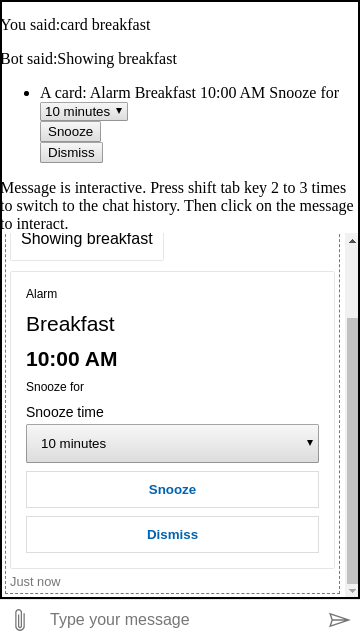 You said:card breakfast
Bot said:Showing breakfast
A card: Alarm Breakfast 10:00 AM Snooze for
10 minutes
Snooze
Dismiss
Message is interactive. Press shift tab key 2 to 3 times
to switch to the chat history. Then click on the message
to interact.
Showing breakfast
Alarm
Breakfast
10:00 AM
Snooze for
Snooze time
10 minutes
Snooze
Dismiss
Just now
Type your message